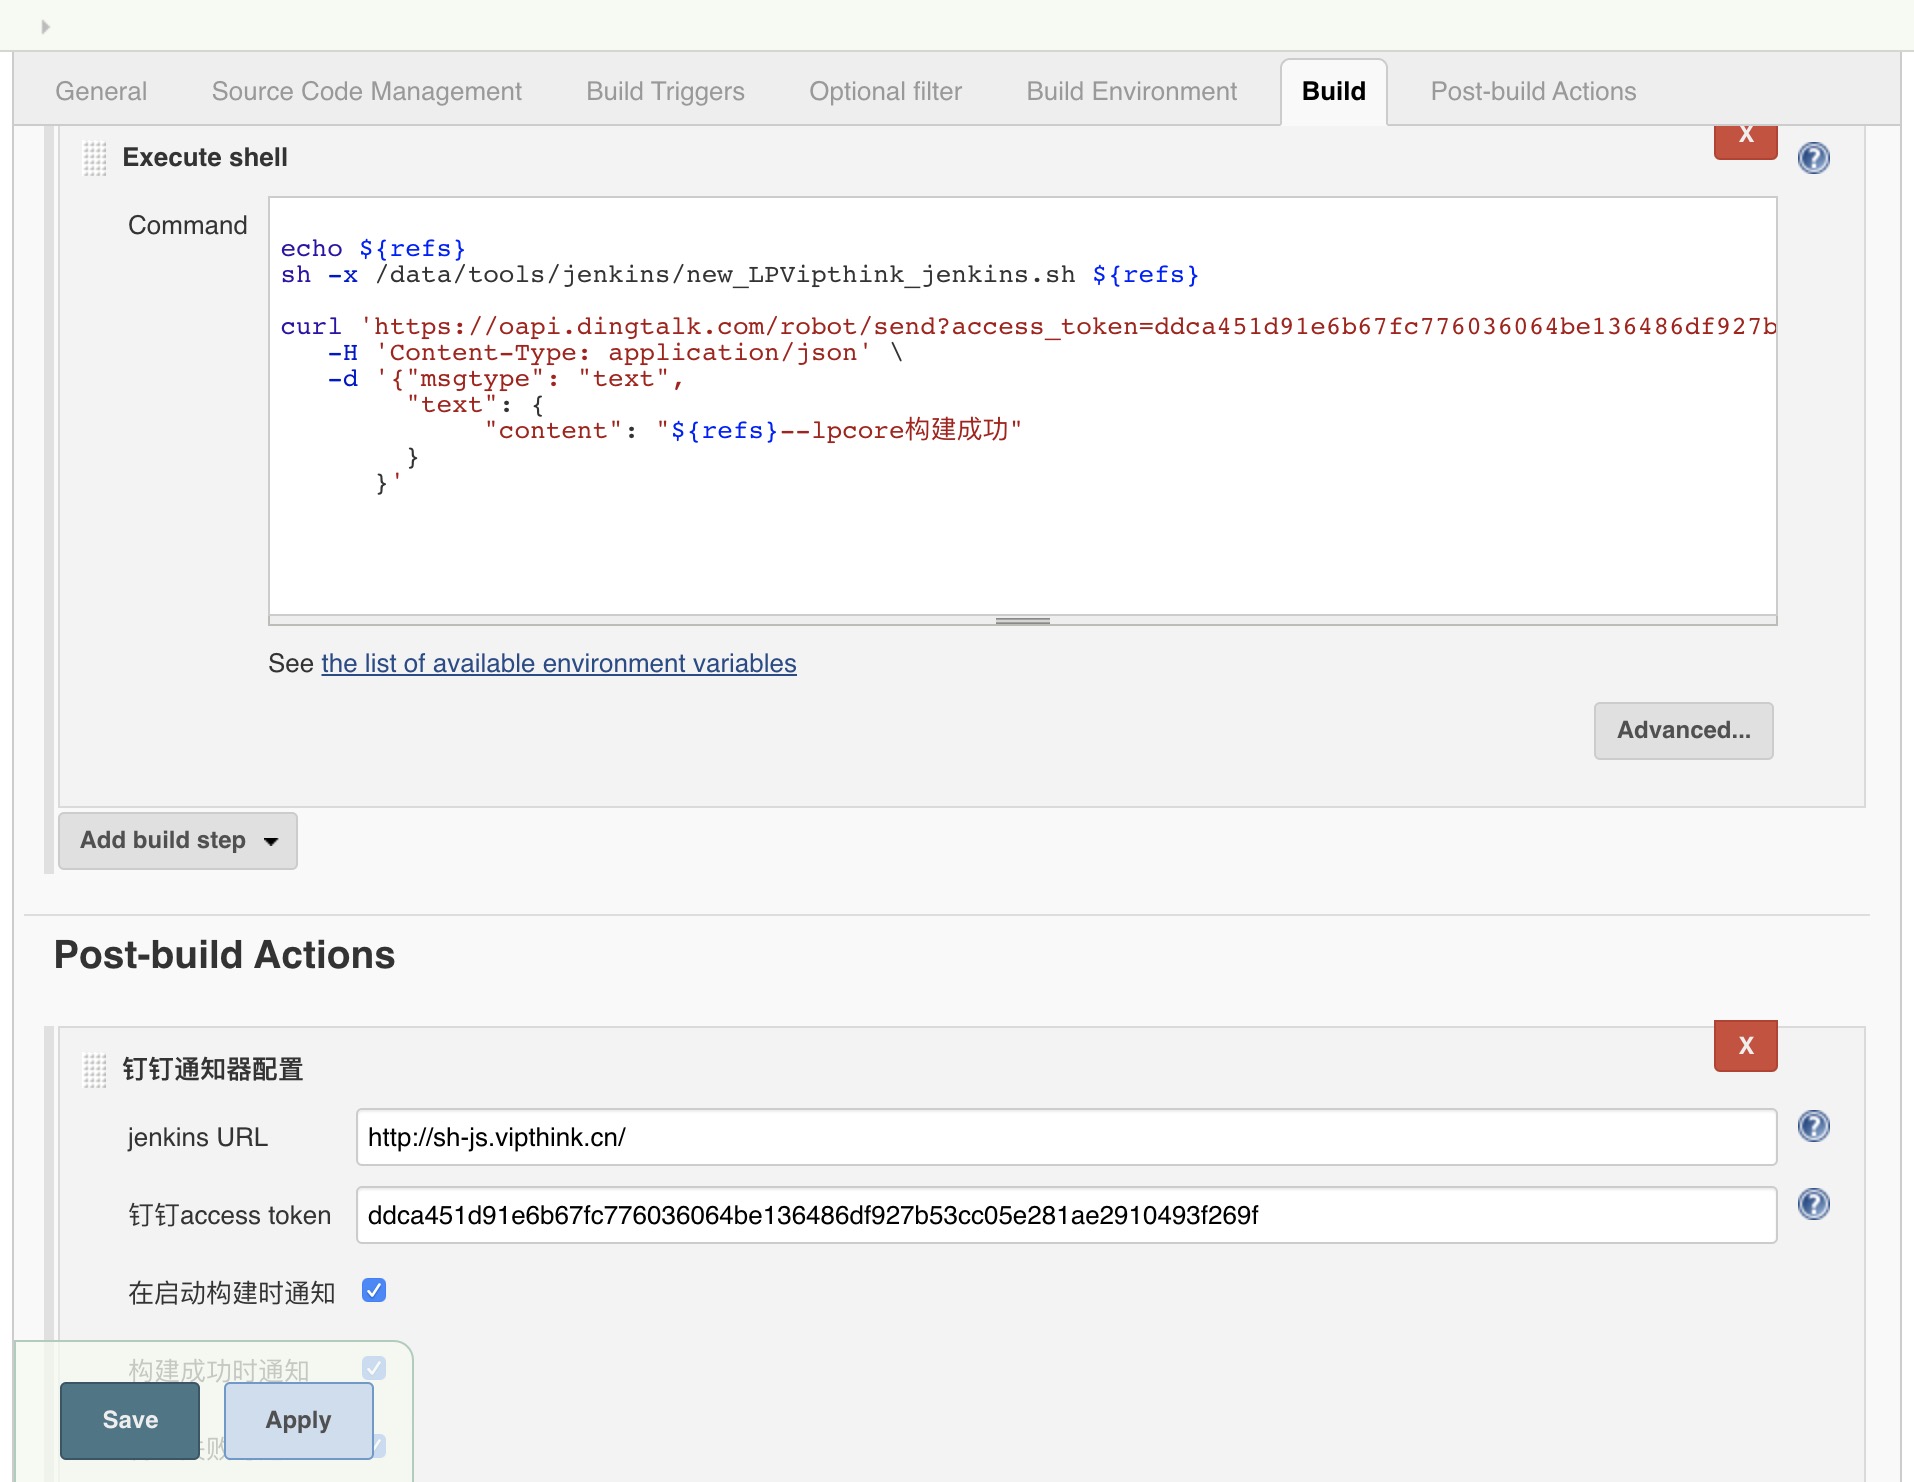 General Source Code Management Build Triggers Optional filter Build Environment Build Post-build Actions
X
Execute shell
Command
echo ${refs}
sh -x /data/tools/jenkins/new_LPVipthink_jenkins.sh ${refs}
curl 'https://oapi.dingtalk.com/robot/send?access_token=ddca451d91e6b67fc776036064be136486df927b
-H 'Content-Type: application/json' \
-d '{"msgtype": "text",
"text": {
"content": "${refs}--lpcore构建成功"
}
}'
See the list of available environment variables
Advanced...
Add build step
Post-build Actions
X
钉钉通知器配置
jenkins URL http://sh-js.vipthink.cn/
钉钉access token ddca451d91e6b67fc776036064be136486df927b53cc05e281ae2910493f269f
在启动构建时通知
构建成功时通知
Save Apply
败